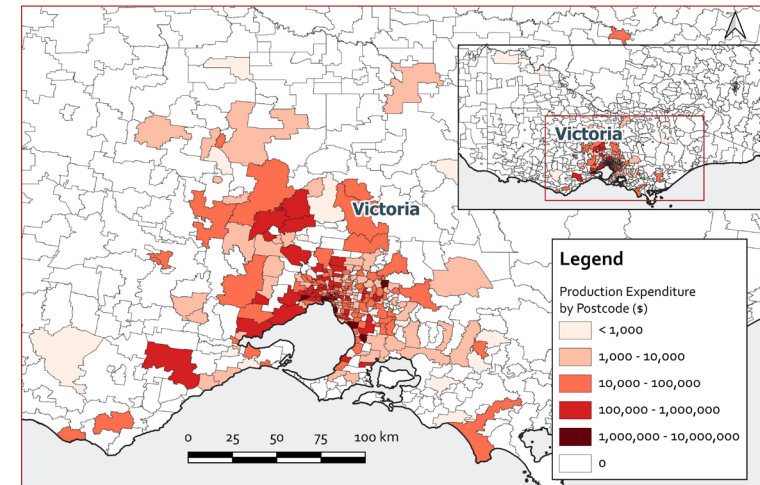 Victoria
Victoria
Legend
Production Expenditure
by Postcode ($)
< 1,000
1,000 - 10,000
10,000 - 100,000
100,000 - 1,000,000
1,000,000 - 10,000,000
0
0 25 50 75 100 km